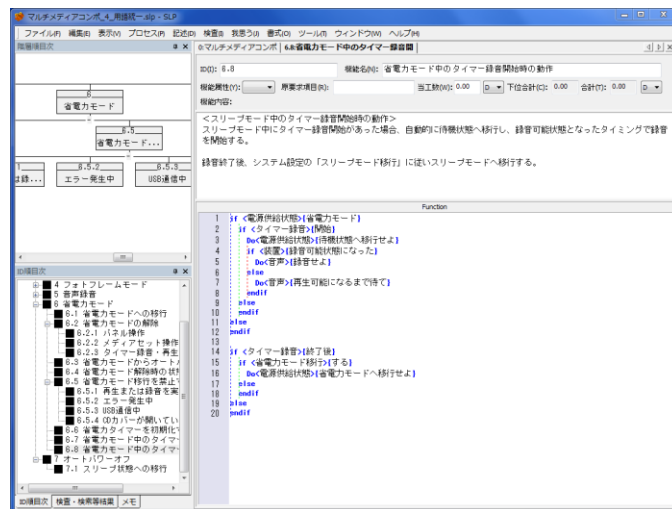 マルチメディアコンポ_4_用語統一.slp - SLP
ファイル(F) 編集(E) 表示(V) プロセス(P) 記述(D) 検査(I) 我思う(I) 書式(O) ツール(T) ウィンドウ(W) ヘルプ(H)
階層項目次
6
省電力モード
6.5
省電力モード...
1
は録...
6.5.2
エラー発生中
6.5.3
USB通信中
ID順目次
4 フォトフレームモード
5 音声録音
6 省電力モード
6.1 省電力モードへの移行
6.2 省電力モードの解除
6.2.1 パネル操作
6.2.2 メディアセット操作
6.2.3 タイマー録音・再生
6.3 省電力モードからオート
6.4 省電力モード解除時の状
6.5 省電力モード移行を禁止
6.5.1 再生または録音を実
6.5.2 エラー発生中
6.5.3 USB通信中
6.5.4 CDカバーが開いてい
6.6 省電力タイマーを初期化
6.7 省電力モード中のタイマ
6.8 省電力モード中のタイマ
7 オートパワーオフ
7.1 スリープ状態への移行
ID順目次 検査・検索等結果 メモ
0:マルチメディアコンポ 6.8:省電力モード中のタイマー録音開
ID(I): 6.8 機能名(N): 省電力モード中のタイマー録音開始時の動作
機能属性(Y): 原要求項目(R): 当工数(W): 0.00 D 下位合計(C): 0.00 合計(T): 0.00 D
機能内容:
<スリープモード中のタイマー録音開始時の動作>
スリープモード中にタイマー録音開始があった場合、自動的に待機状態へ移行し、録音可能状態となったタイミングで録音
を開始する。
録音終了後、システム設定の「スリープモード移行」に従いスリープモードへ移行する。
Function
1 if <電源供給状態>[省電力モード]
2 if <タイマー録音>[開始]
3 Do<電源供給状態>[待機状態へ移行せよ]
4 if <装置>[録音可能状態になった]
5 Do<音声>[録音せよ]
6 else
7 Do<音声>[再生可能になるまで待て]
8 endif
9 else
10 endif
11 else
12 endif
13
14 if <タイマー録音>[終了後]
15 if <省電力モード移行>[する]
16 Do<電源供給状態>[省電力モードへ移行せよ]
17 else
18 endif
19 else
20 endif